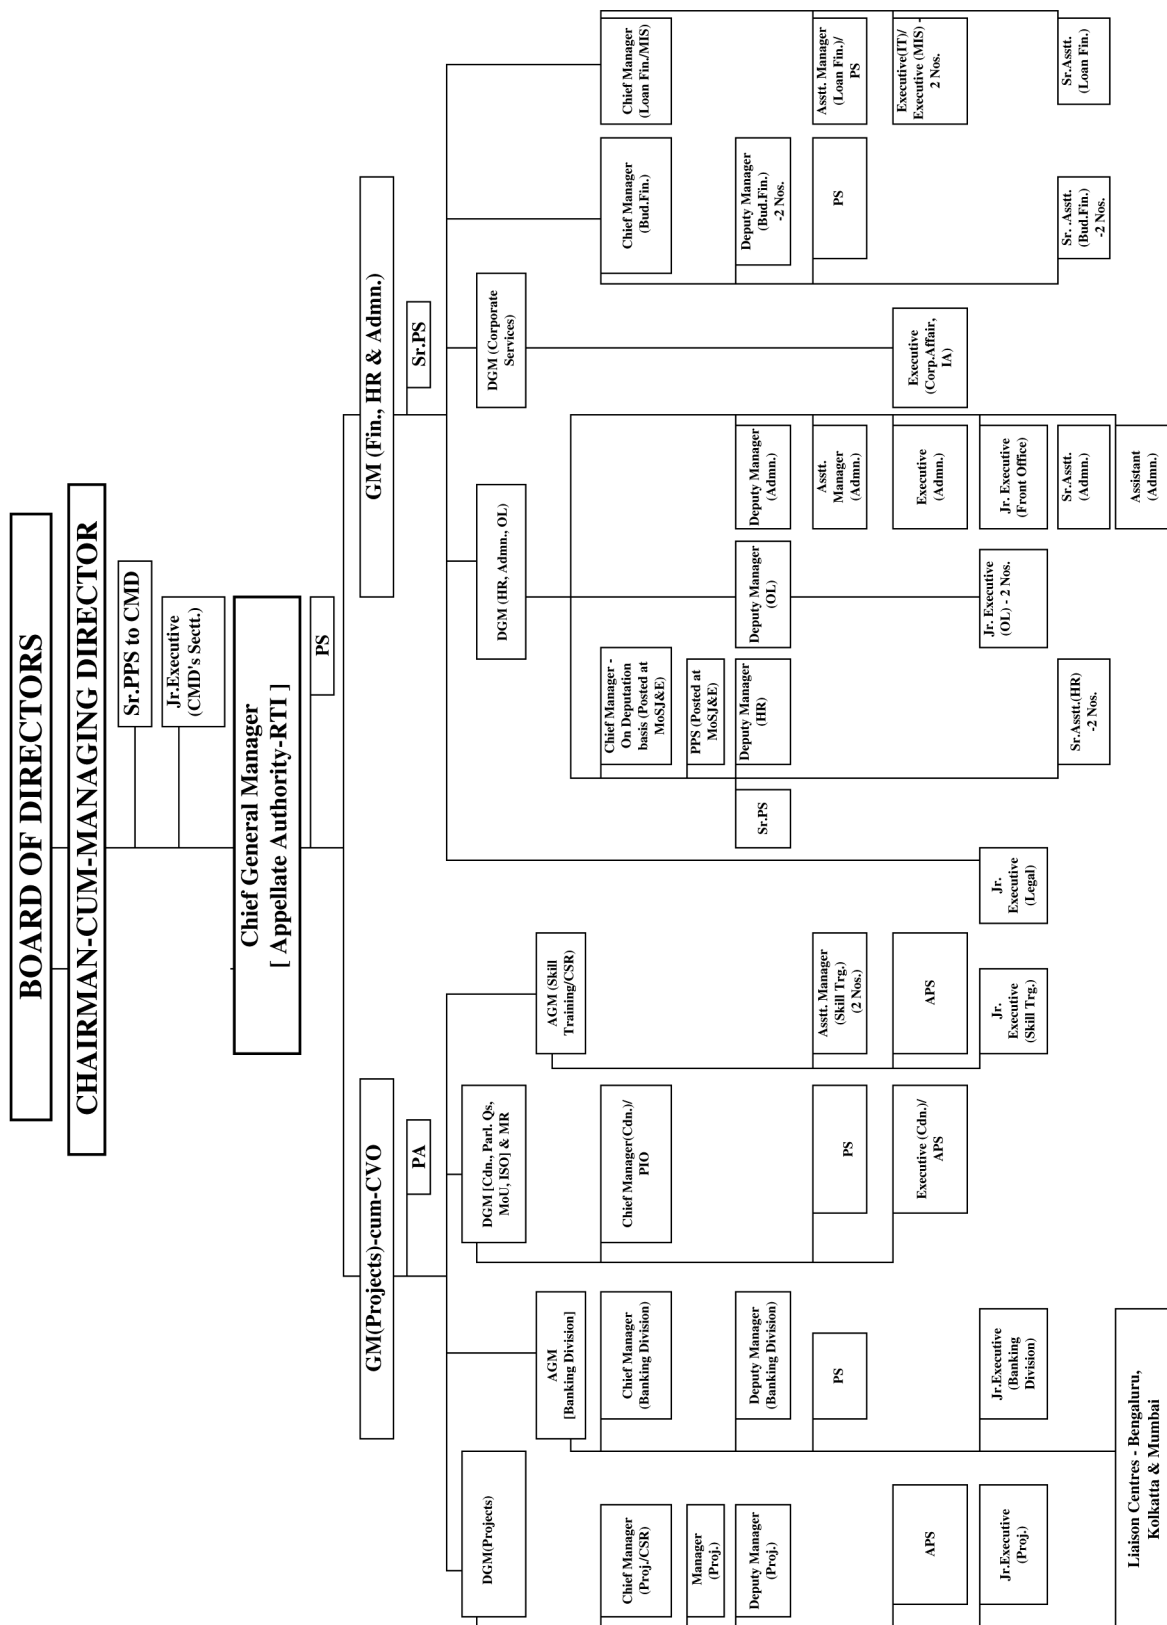 BOARD OF DIRECTORS
CHAIRMAN-CUM-MANAGING DIRECTOR
Sr.PPS to CMD
Jr.Executive
(CMD's Sectt.)
Chief General Manager
[ Appellate Authority-RTI ]
PS
GM(Projects)-cum-CVO
GM (Fin., HR & Admn.)
PA
Sr.PS
DGM(Projects)
DGM [Cdn., Parl. Qs,
MoU, ISO] & MR
DGM (HR, Admn., OL)
DGM (Corporate
Services)
AGM
[Banking Division]
AGM (Skill
Training/CSR)
Chief Manager
(Proj./CSR)
Chief Manager
(Banking Division)
Chief Manager(Cdn.)/
PIO
Chief Manager -
On Deputation
basis (Posted at
MoSJ&E)
Chief Manager
(Bud.Fin.)
Chief Manager
(Loan Fin./MIS)
Manager
(Proj.)
PPS (Posted at
MoSJ&E)
Deputy Manager
(Proj.)
Deputy Manager
(Banking Division)
Sr.PS
Deputy Manager
(HR)
Deputy Manager
(OL)
Deputy Manager
(Admn.)
Deputy Manager
(Bud.Fin.)
-2 Nos.
PS
PS
Asstt. Manager
(Skill Trg.)
(2 Nos.)
Asstt.
Manager
(Admn.)
PS
Asstt. Manager
(Loan Fin.)/
PS
APS
Executive (Cdn.)/
APS
APS
Executive
(Admn.)
Executive
(Corp.Affair,
IA)
Executive(IT)/
Executive (MIS) -
2 Nos.
Jr.Executive
(Proj.)
Jr.Executive
(Banking
Division)
Jr.
Executive
(Skill Trg.)
Jr.
Executive
(Legal)
Jr. Executive
(OL) - 2 Nos.
Jr. Executive
(Front Office)
Sr.Asstt.(HR)
-2 Nos.
Sr.Asstt.
(Admn.)
Sr. .Asstt.
(Bud.Fin.)
-2 Nos.
Sr.Asstt.
(Loan Fin.)
Liaison Centres - Bengaluru,
Kolkatta & Mumbai
Assistant
(Admn.)